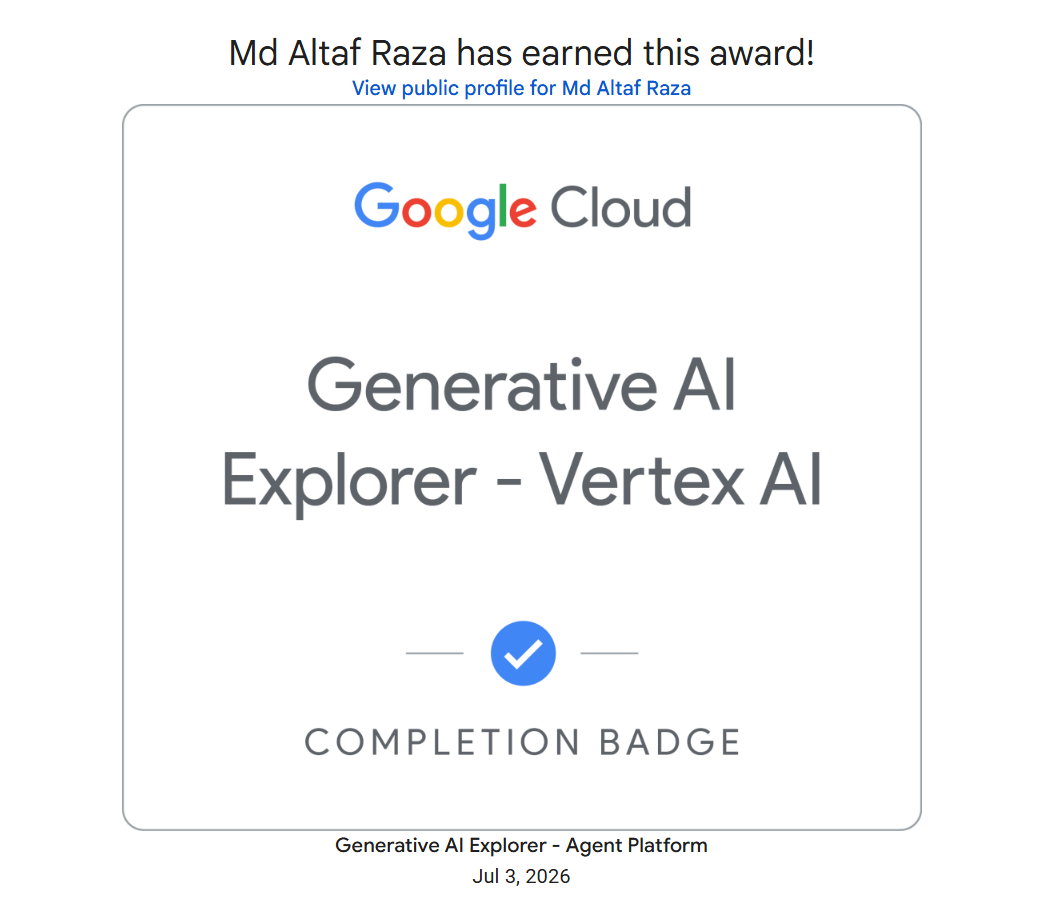 Md Altaf Raza has earned this award!
View public profile for Md Altaf Raza
Google Cloud
Generative AI
Explorer - Vertex AI
COMPLETION BADGE
Generative AI Explorer - Agent Platform
Jul 3, 2026